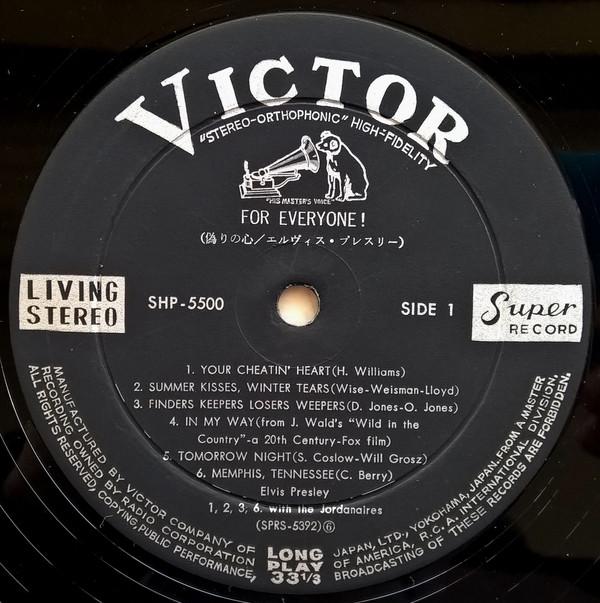 VICTOR
"STEREO-ORTHOPHONIC" HIGH-FIDELITY
"HIS MASTER'S VOICE"
FOR EVERYONE!
(偽りの心/エルヴィス・プレスリー)
LIVING
STEREO
SHP-5500
SIDE 1
Super
RECORD
1. YOUR CHEATIN' HEART(H. Williams)
2. SUMMER KISSES, WINTER TEARS(Wise-Weisman-Lloyd)
3. FINDERS KEEPERS LOSERS WEEPERS(D. Jones-O. Jones)
4. IN MY WAY(from J. Wald's "Wild in the
Country"-a 20th Century-Fox film)
5. TOMORROW NIGHT(S. Coslow-Will Grosz)
6. MEMPHIS, TENNESSEE(C. Berry)
Elvis Presley
1, 2, 3, 6. with the Jordanaires
(SPRS-5392)⑥
LONG
PLAY
33 1/3
MANUFACTURED BY VICTOR COMPANY OF JAPAN, LTD., YOKOHAMA, JAPAN. FROM A MASTER
RECORDING OWNED BY RADIO CORPORATION OF AMERICA, R.C.A. INTERNATIONAL DIVISION.
ALL RIGHTS RESERVED, COPYING, PUBLIC PERFORMANCE, BROADCASTING OF THESE RECORDS ARE FORBIDDEN.